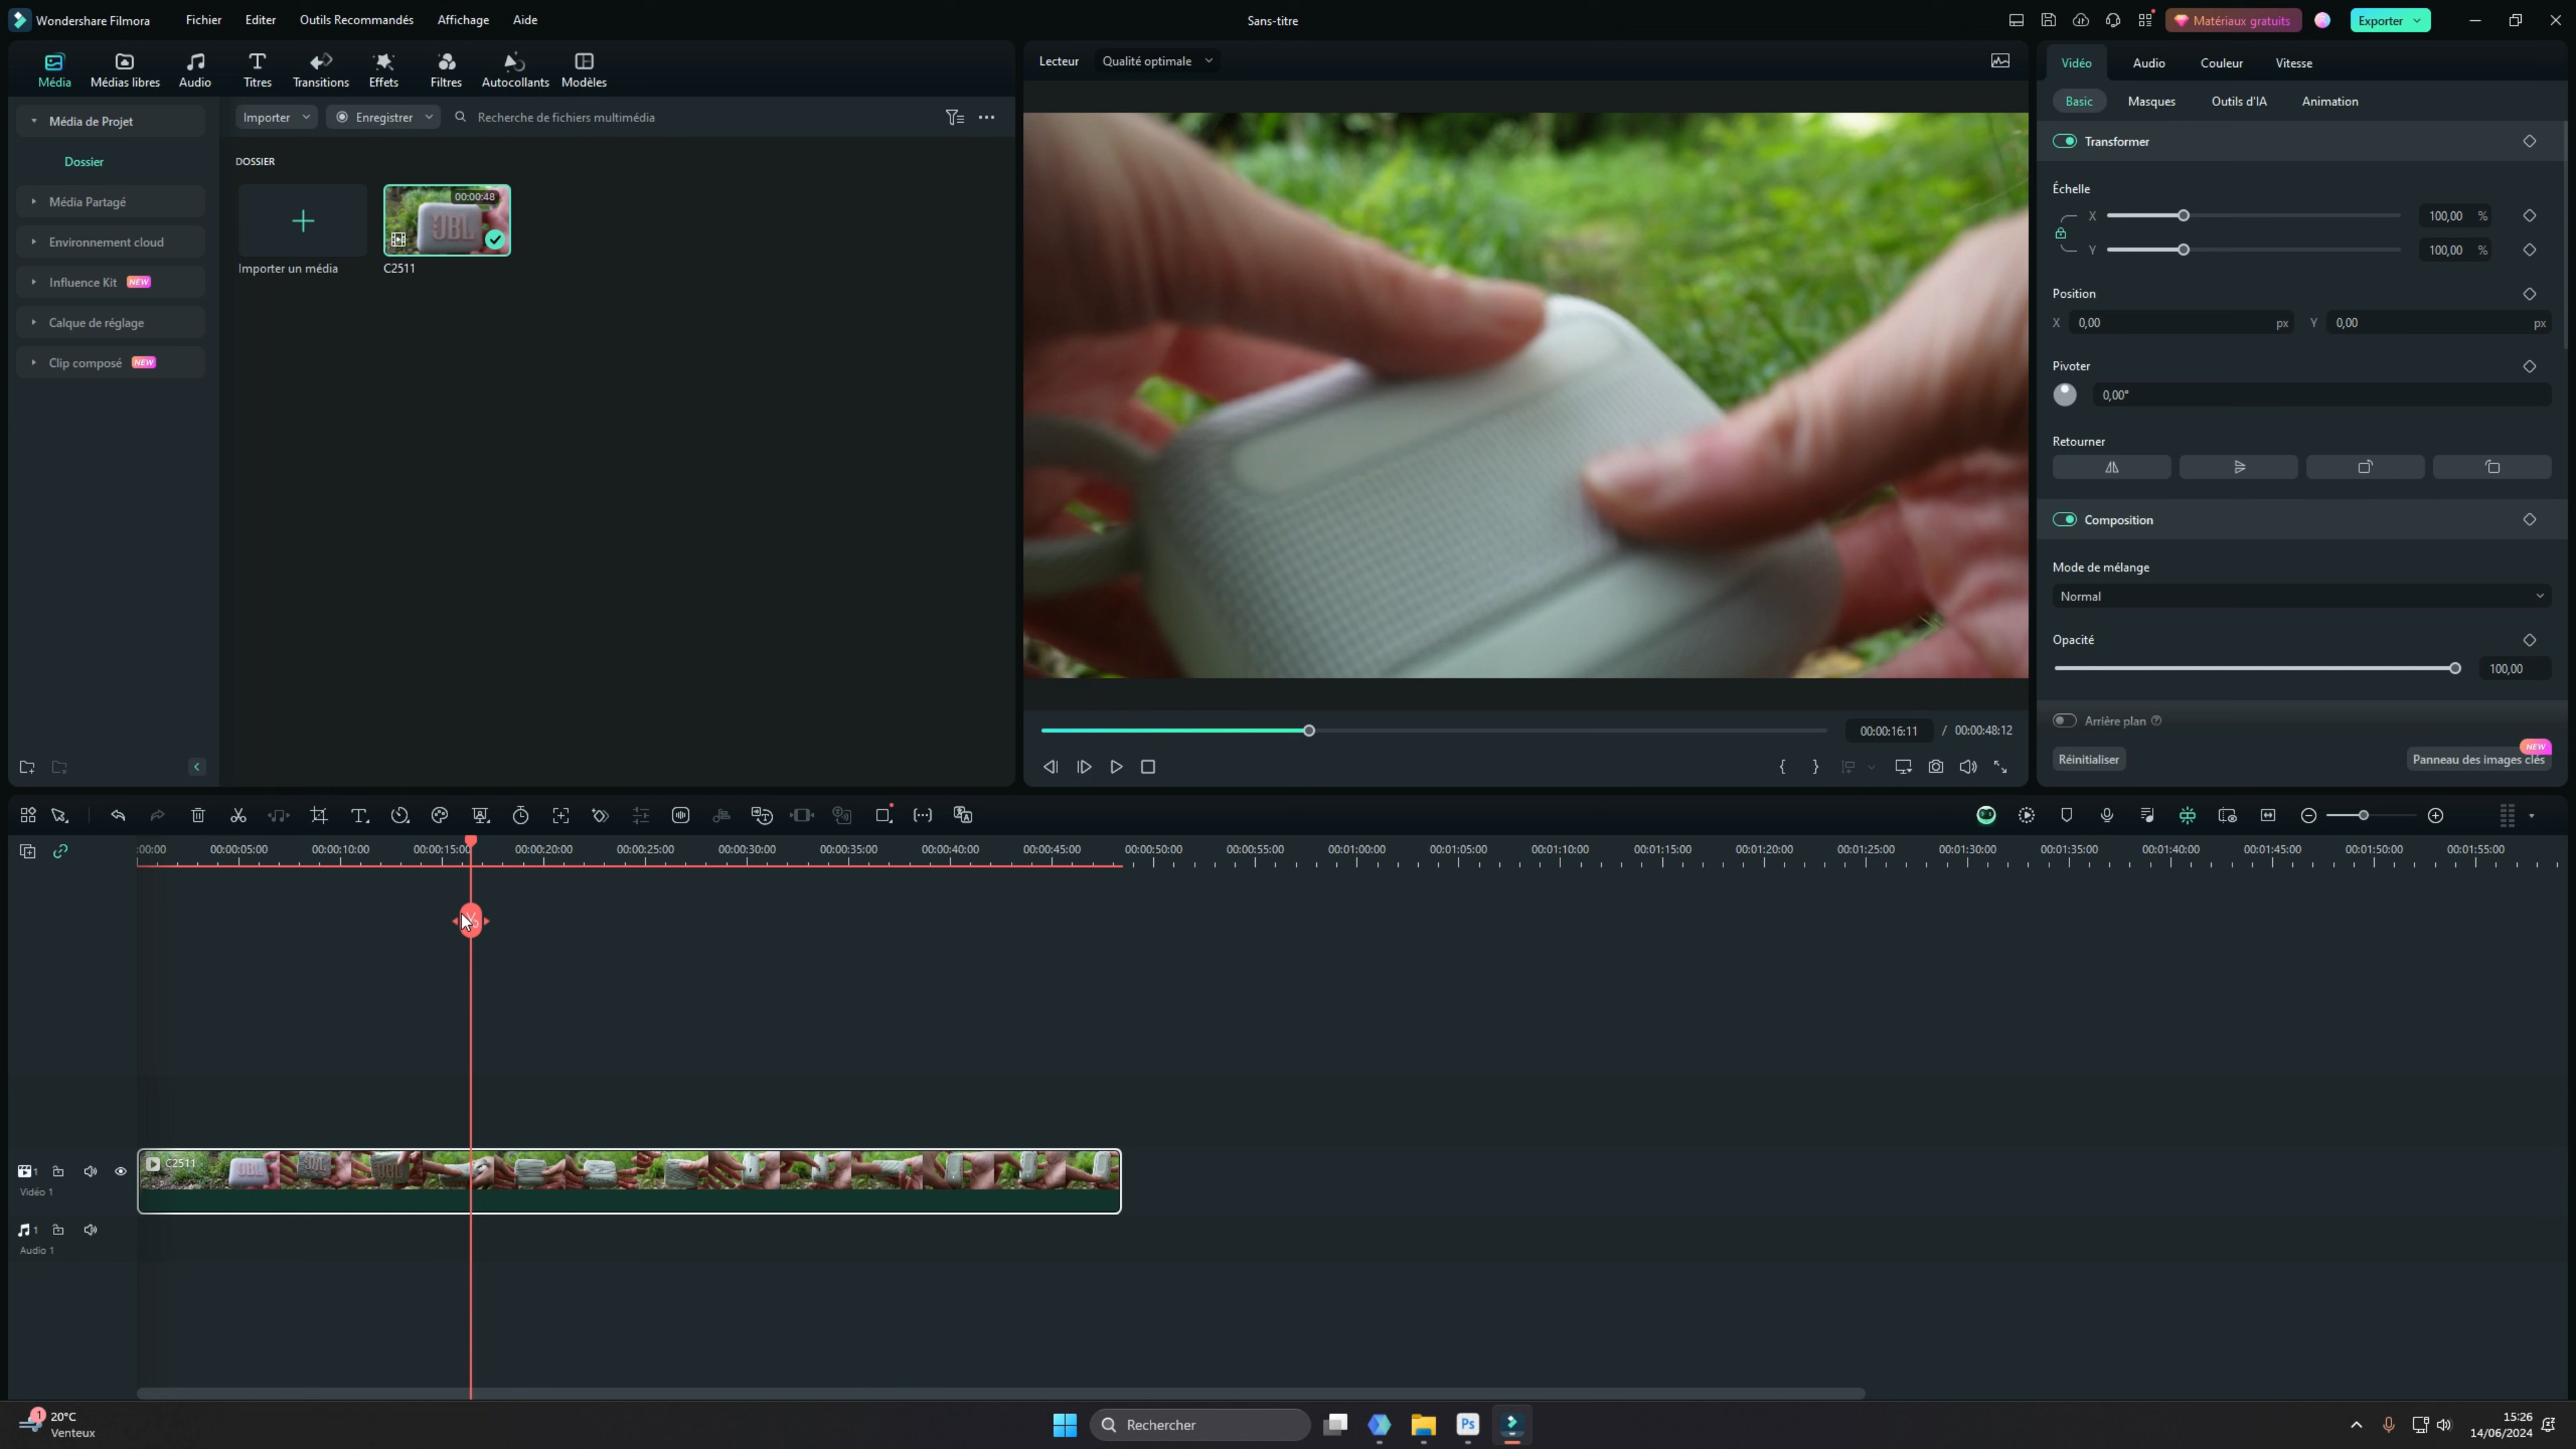 Wondershare Filmora
Fichier
Editer
Outils Recommandés
Affichage
Aide
Sans-titre
Matériaux gratuits
Exporter
Média
Médias libres
Audio
Titres
Transitions
Effets
Filtres
Autocollants
Modèles
Média de Projet
Dossier
Média Partagé
Environnement cloud
Influence Kit NEW
Calque de réglage
Clip composé NEW
Importer
Enregistrer
Recherche de fichiers multimédia
DOSSIER
00:00:48
JBL
Importer un média
C2511
Lecteur
Qualité optimale
00:00:16:11 / 00:00:48:12
Vidéo
Audio
Couleur
Vitesse
Basic
Masques
Outils d'IA
Animation
Transformer
Échelle
X 100,00 %
Y 100,00 %
Position
X 0,00 px Y 0,00 px
Pivoter
0,00°
Retourner
Composition
Mode de mélange
Normal
Opacité
100,00
Arrière plan
Réinitialiser
NEW
Panneau des images clés
:00:00 00:00:05:00 00:00:10:00 00:00:15:00 00:00:20:00 00:00:25:00 00:00:30:00 00:00:35:00 00:00:40:00 00:00:45:00 00:00:50:00 00:00:55:00 00:01:00:00 00:01:05:00 00:01:10:00 00:01:15:00 00:01:20:00 00:01:25:00 00:01:30:00 00:01:35:00 00:01:40:00 00:01:45:00 00:01:50:00 00:01:55:00
C2511
1
Vidéo 1
1
Audio 1
1
20°C
Venteux
Rechercher
Ps
15:26
14/06/2024